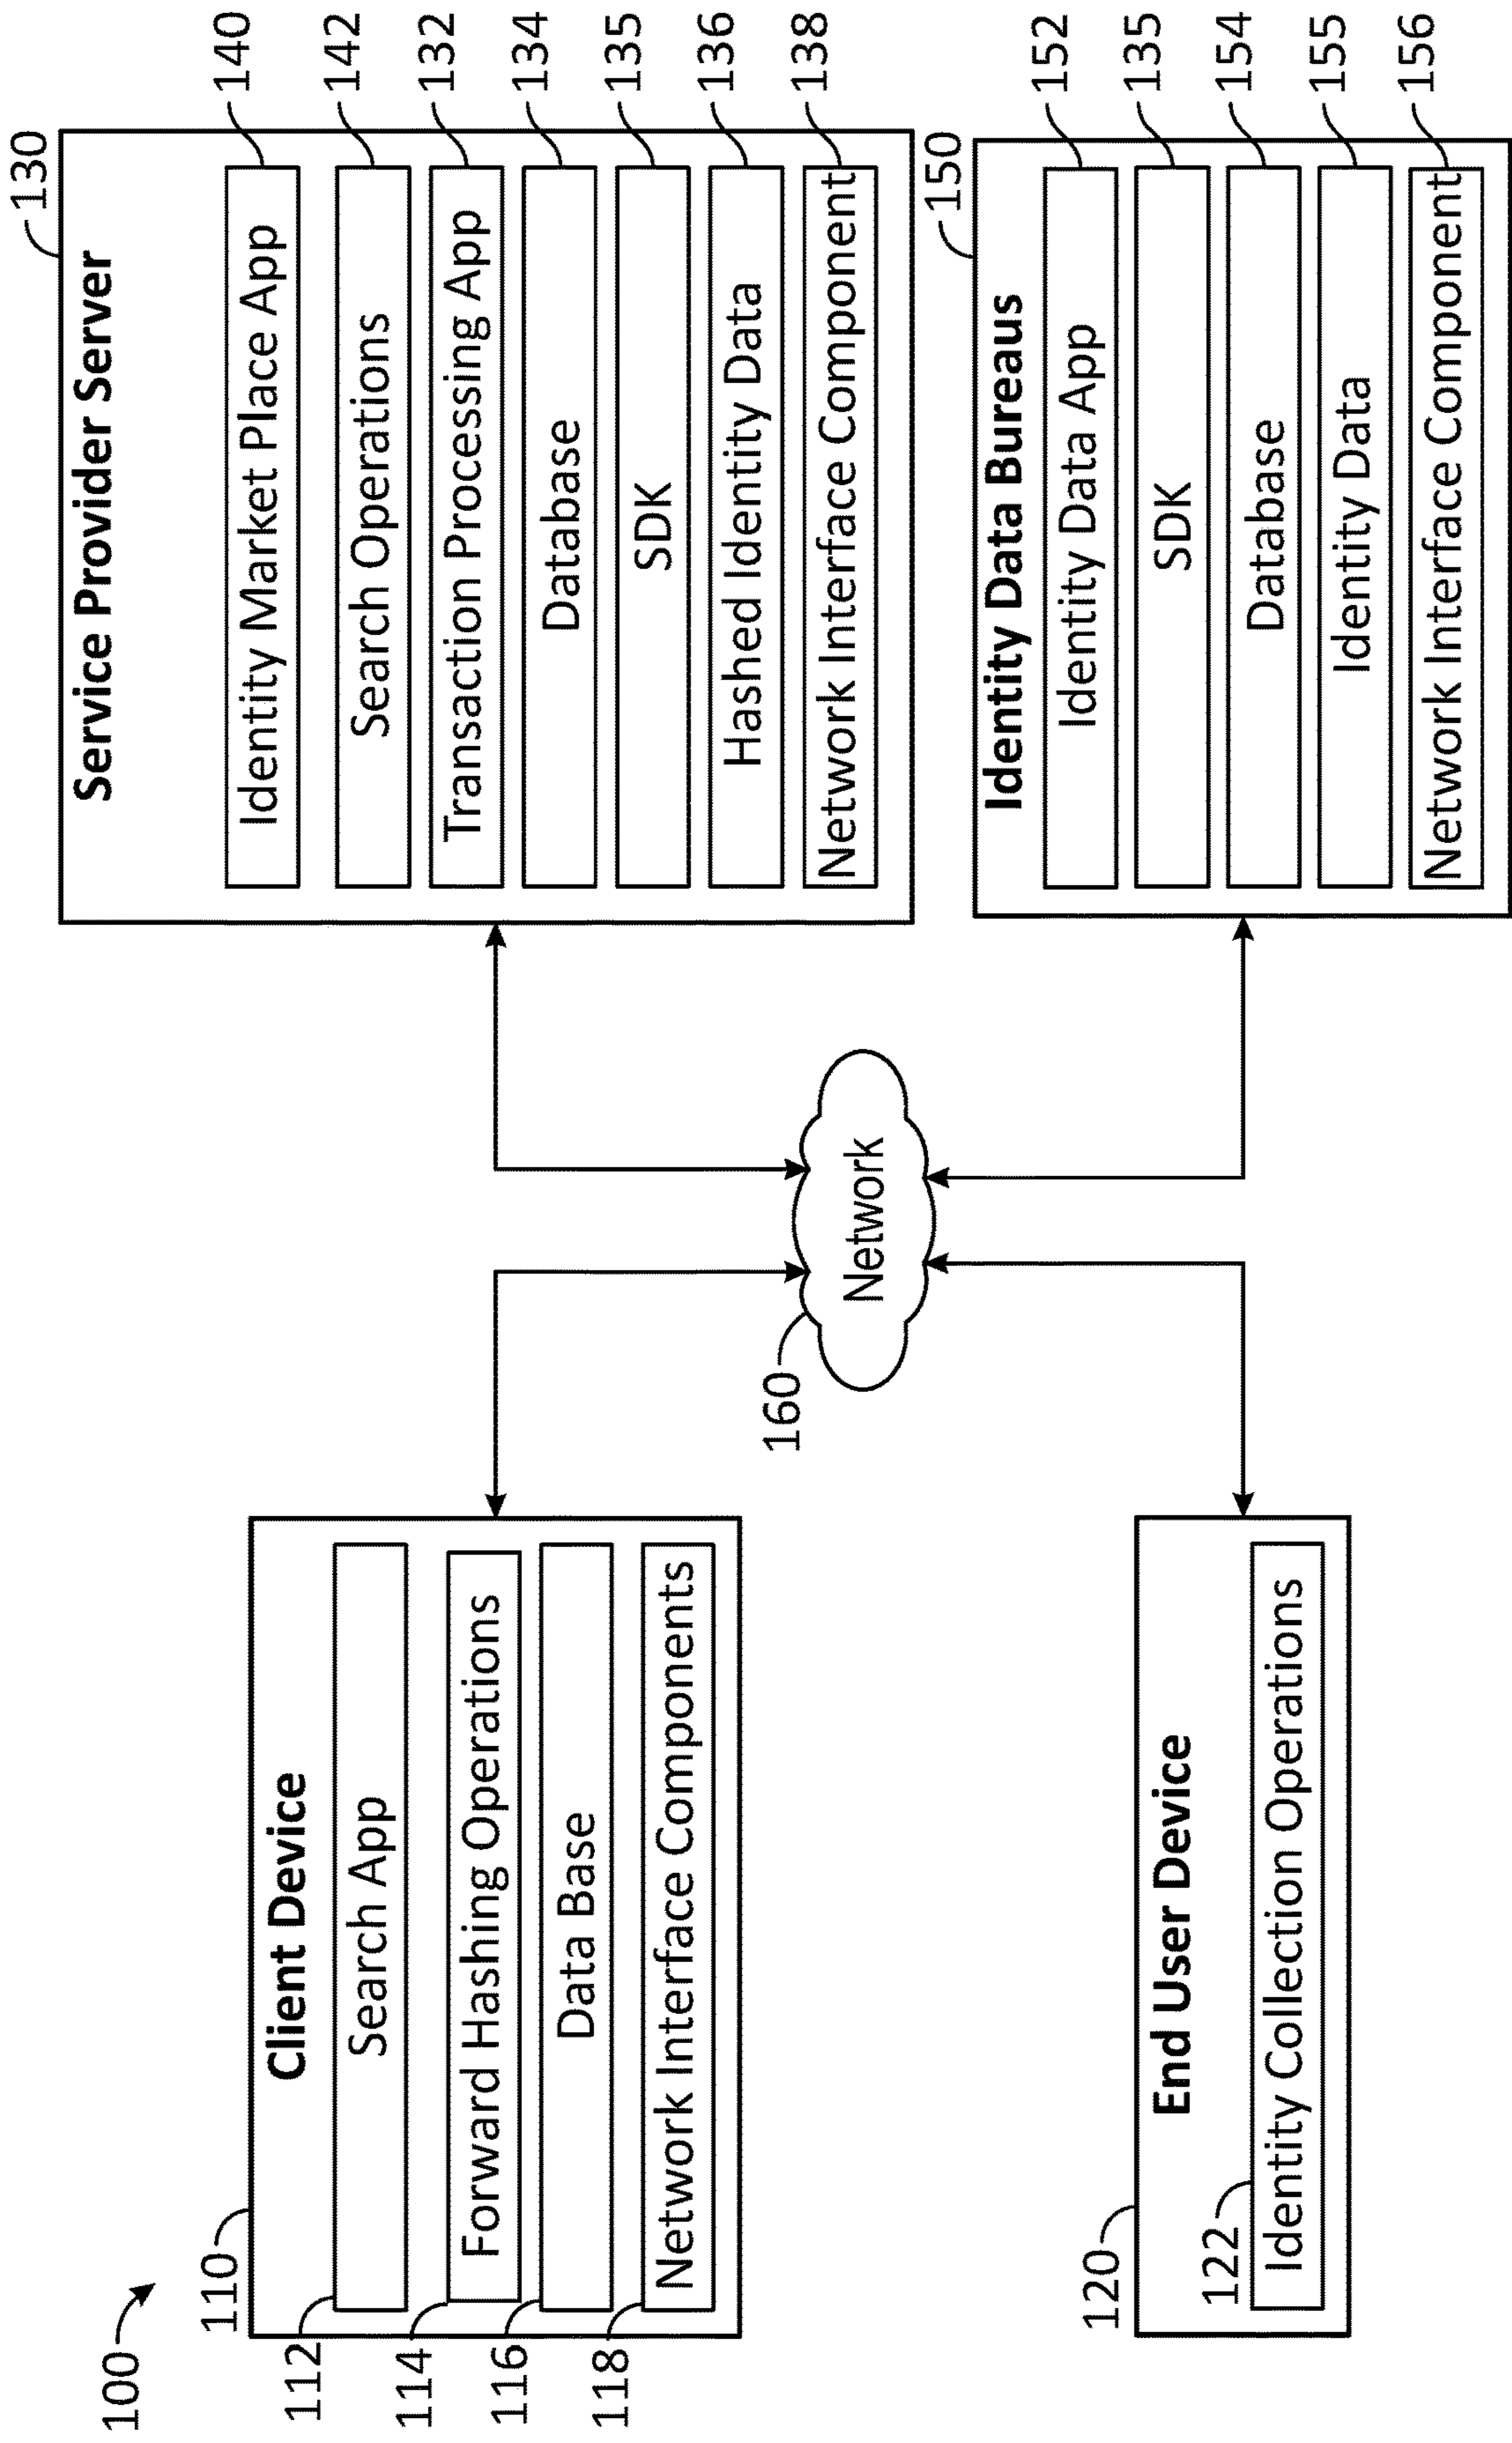 100
110
Client Device
112
Search App
114
Forward Hashing Operations
116
Data Base
118
Network Interface Components
120
End User Device
122
Identity Collection Operations
160
Network
130
Service Provider Server
Identity Market Place App
140
Search Operations
142
Transaction Processing App
132
Database
134
SDK
135
Hashed Identity Data
136
Network Interface Component
138
150
Identity Data Bureaus
Identity Data App
152
SDK
135
Database
154
Identity Data
155
Network Interface Component
156